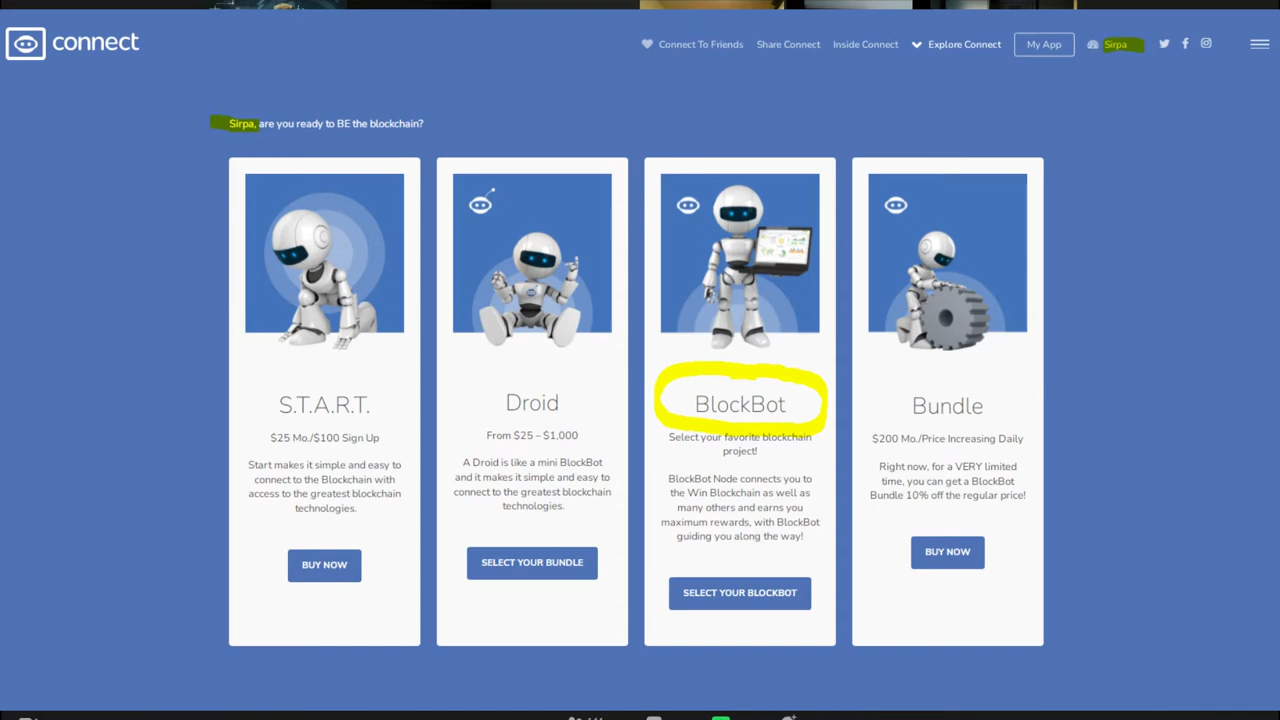 connect
Connect To Friends
Share Connect
Inside Connect
Explore Connect
My App
Sirpa
Sirpa, are you ready to BE the blockchain?
S.T.A.R.T.
$25 Mo./$100 Sign Up
Start makes it simple and easy to
connect to the Blockchain with
access to the greatest blockchain
technologies.
BUY NOW
Droid
From $25 – $1,000
A Droid is like a mini BlockBot
and it makes it simple and easy to
connect to the greatest blockchain
technologies.
SELECT YOUR BUNDLE
BlockBot
Select your favorite blockchain
project!
BlockBot Node connects you to
the Win Blockchain as well as
many others and earns you
maximum rewards, with BlockBot
guiding you along the way!
SELECT YOUR BLOCKBOT
Bundle
$200 Mo./Price Increasing Daily
Right now, for a VERY limited
time, you can get a BlockBot
Bundle 10% off the regular price!
BUY NOW